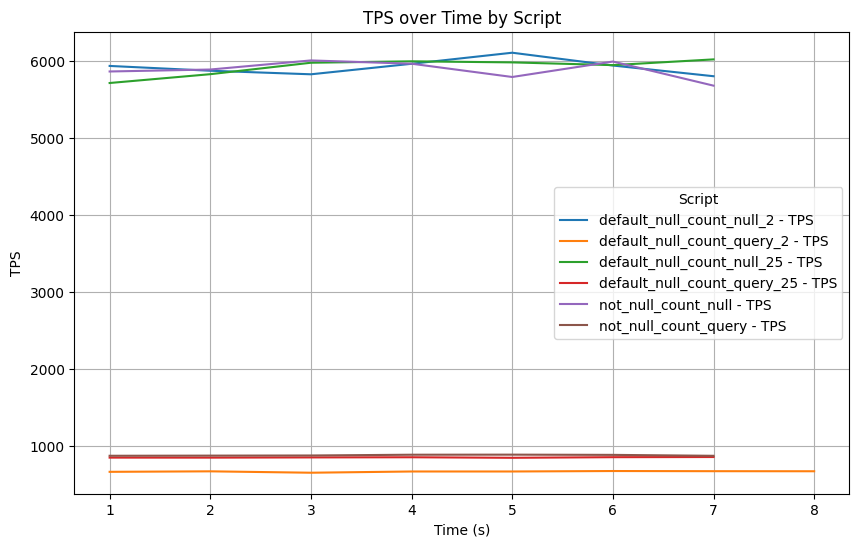 TPS over Time by Script
6000
5000
4000
3000
2000
1000
TPS
Script
default_null_count_null_2 - TPS
default_null_count_query_2 - TPS
default_null_count_null_25 - TPS
default_null_count_query_25 - TPS
not_null_count_null - TPS
not_null_count_query - TPS
1 2 3 4 5 6 7 8
Time (s)